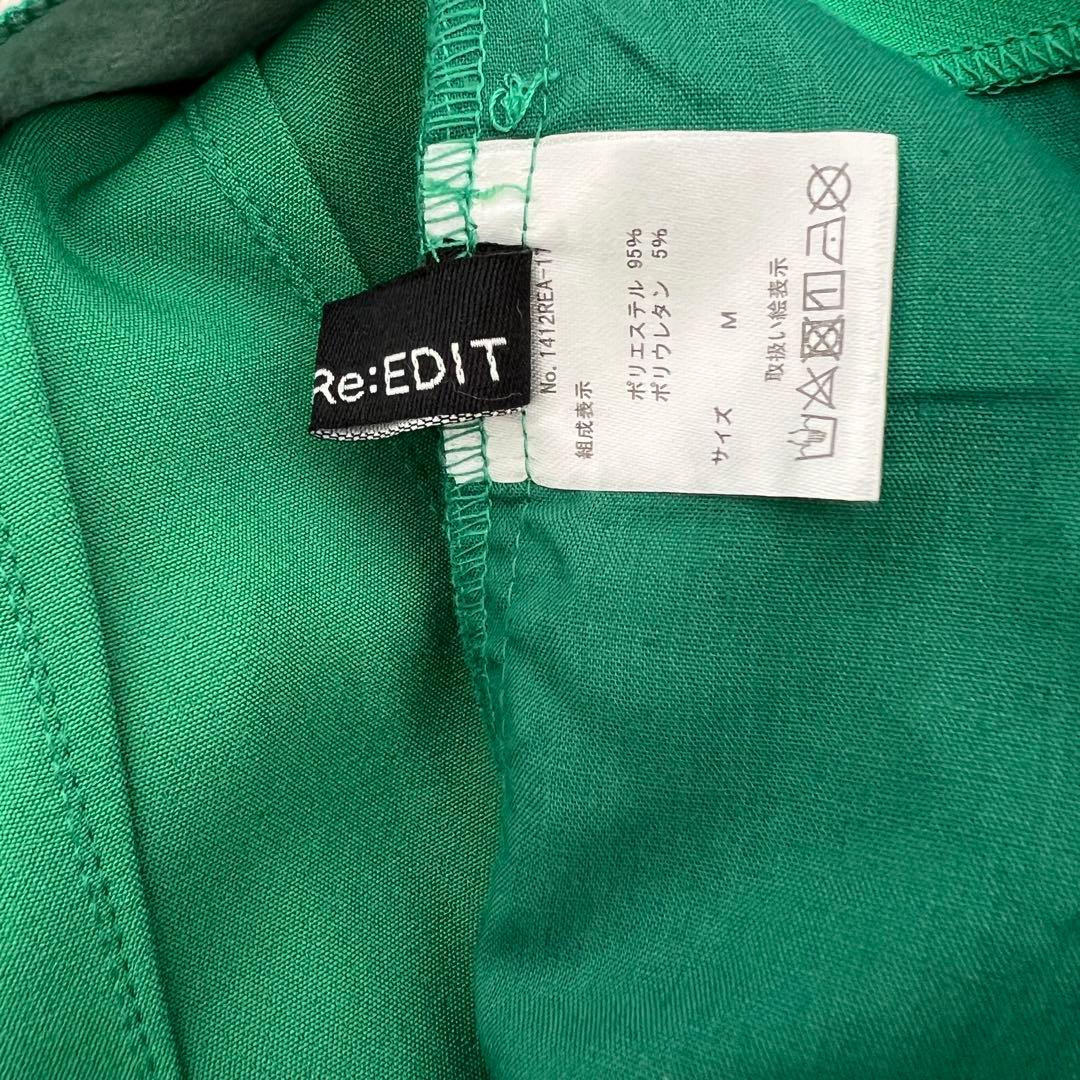 Re:EDIT
No. 1412REA-11
組成表示
ポリエステル 95%
ポリウレタン 5%
サイズ M
取扱い絵表示